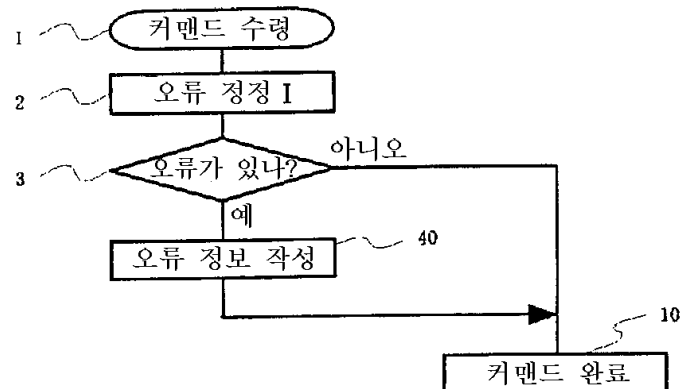 1
커맨드 수령
2
오류 정정 I
3
오류가 있나?
아니오
예
40
오류 정보 작성
10
커맨드 완료